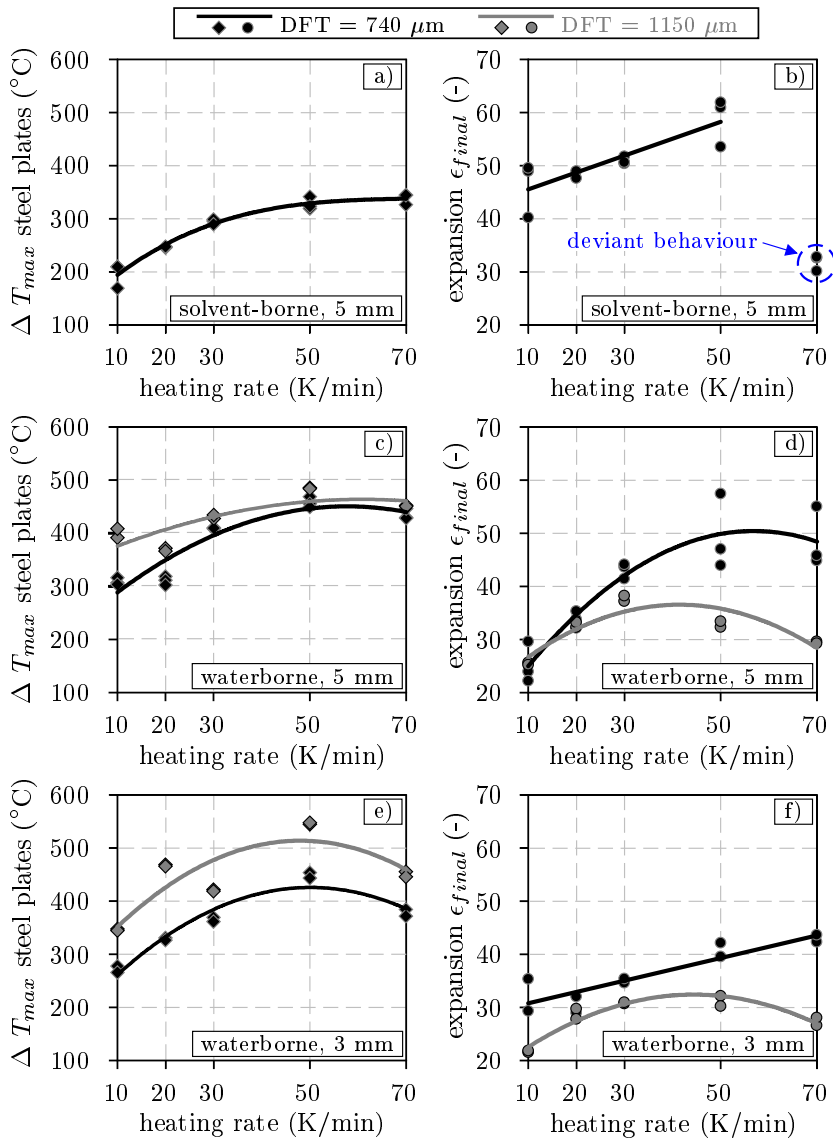 DFT = 740 μm DFT = 1150 μm
a)
Δ T_max steel plates (°C)
600
500
400
300
200
100
solvent-borne, 5 mm
10 20 30 50 70
heating rate (K/min)
b)
expansion ϵ_final (-)
70
60
50
40
30
20
deviant behaviour
solvent-borne, 5 mm
10 20 30 50 70
heating rate (K/min)
c)
Δ T_max steel plates (°C)
600
500
400
300
200
100
waterborne, 5 mm
10 20 30 50 70
heating rate (K/min)
d)
expansion ϵ_final (-)
70
60
50
40
30
20
waterborne, 5 mm
10 20 30 50 70
heating rate (K/min)
e)
Δ T_max steel plates (°C)
600
500
400
300
200
100
waterborne, 3 mm
10 20 30 50 70
heating rate (K/min)
f)
expansion ϵ_final (-)
70
60
50
40
30
20
waterborne, 3 mm
10 20 30 50 70
heating rate (K/min)